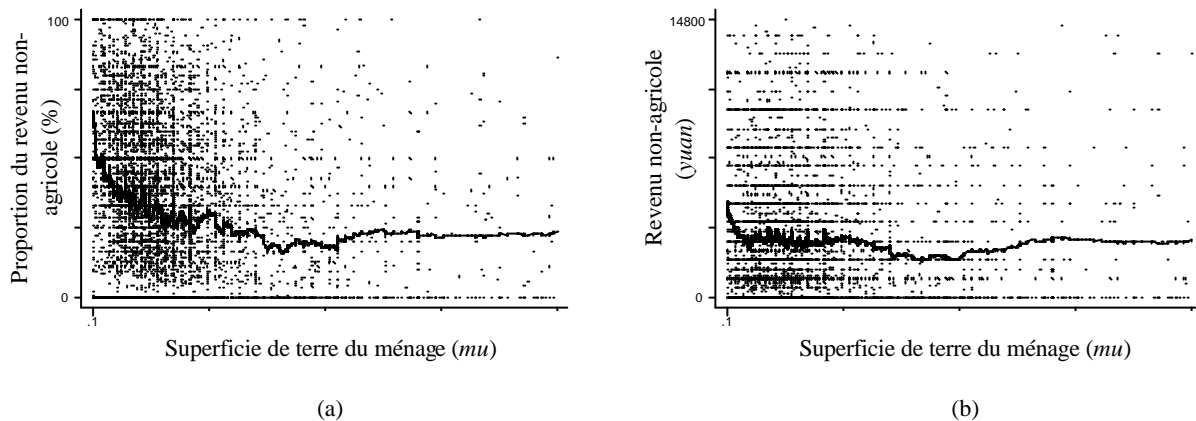 Proportion du revenu non-
agricole (%)
100
0
.1
Superficie de terre du ménage (mu)
(a)
Revenu non-agricole
(yuan)
14800
0
.1
Superficie de terre du ménage (mu)
(b)